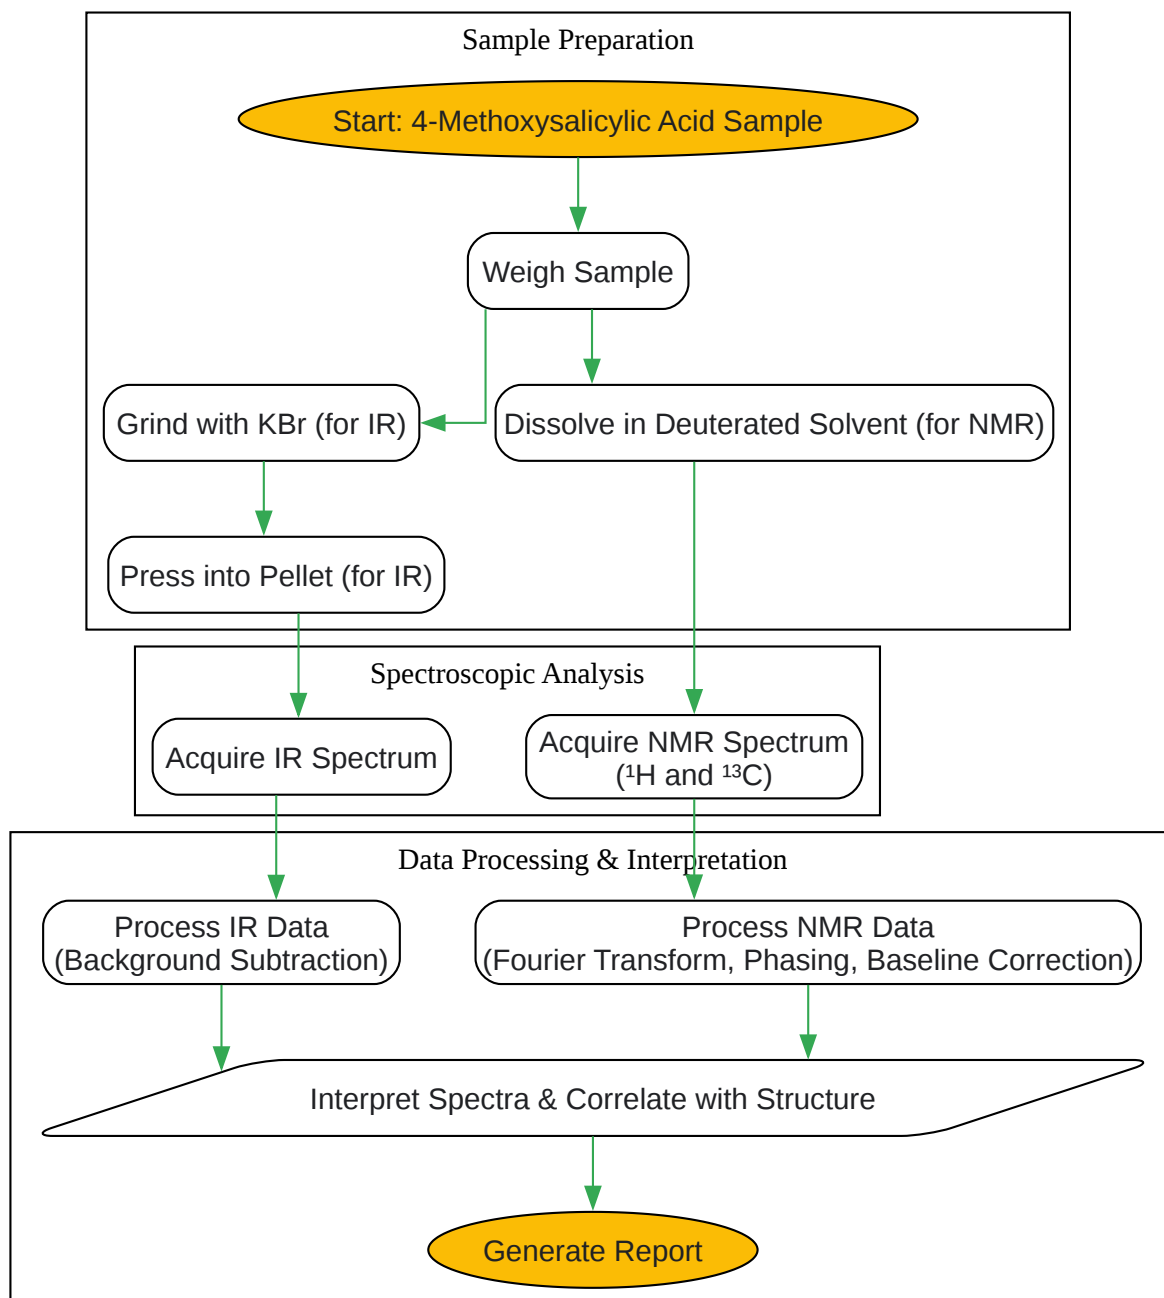 Sample Preparation
Start: 4-Methoxysalicylic Acid Sample
Weigh Sample
Grind with KBr (for IR)
Dissolve in Deuterated Solvent (for NMR)
Press into Pellet (for IR)
Spectroscopic Analysis
Acquire IR Spectrum
Acquire NMR Spectrum
(¹H and ¹³C)
Data Processing & Interpretation
Process IR Data
(Background Subtraction)
Process NMR Data
(Fourier Transform, Phasing, Baseline Correction)
Interpret Spectra & Correlate with Structure
Generate Report